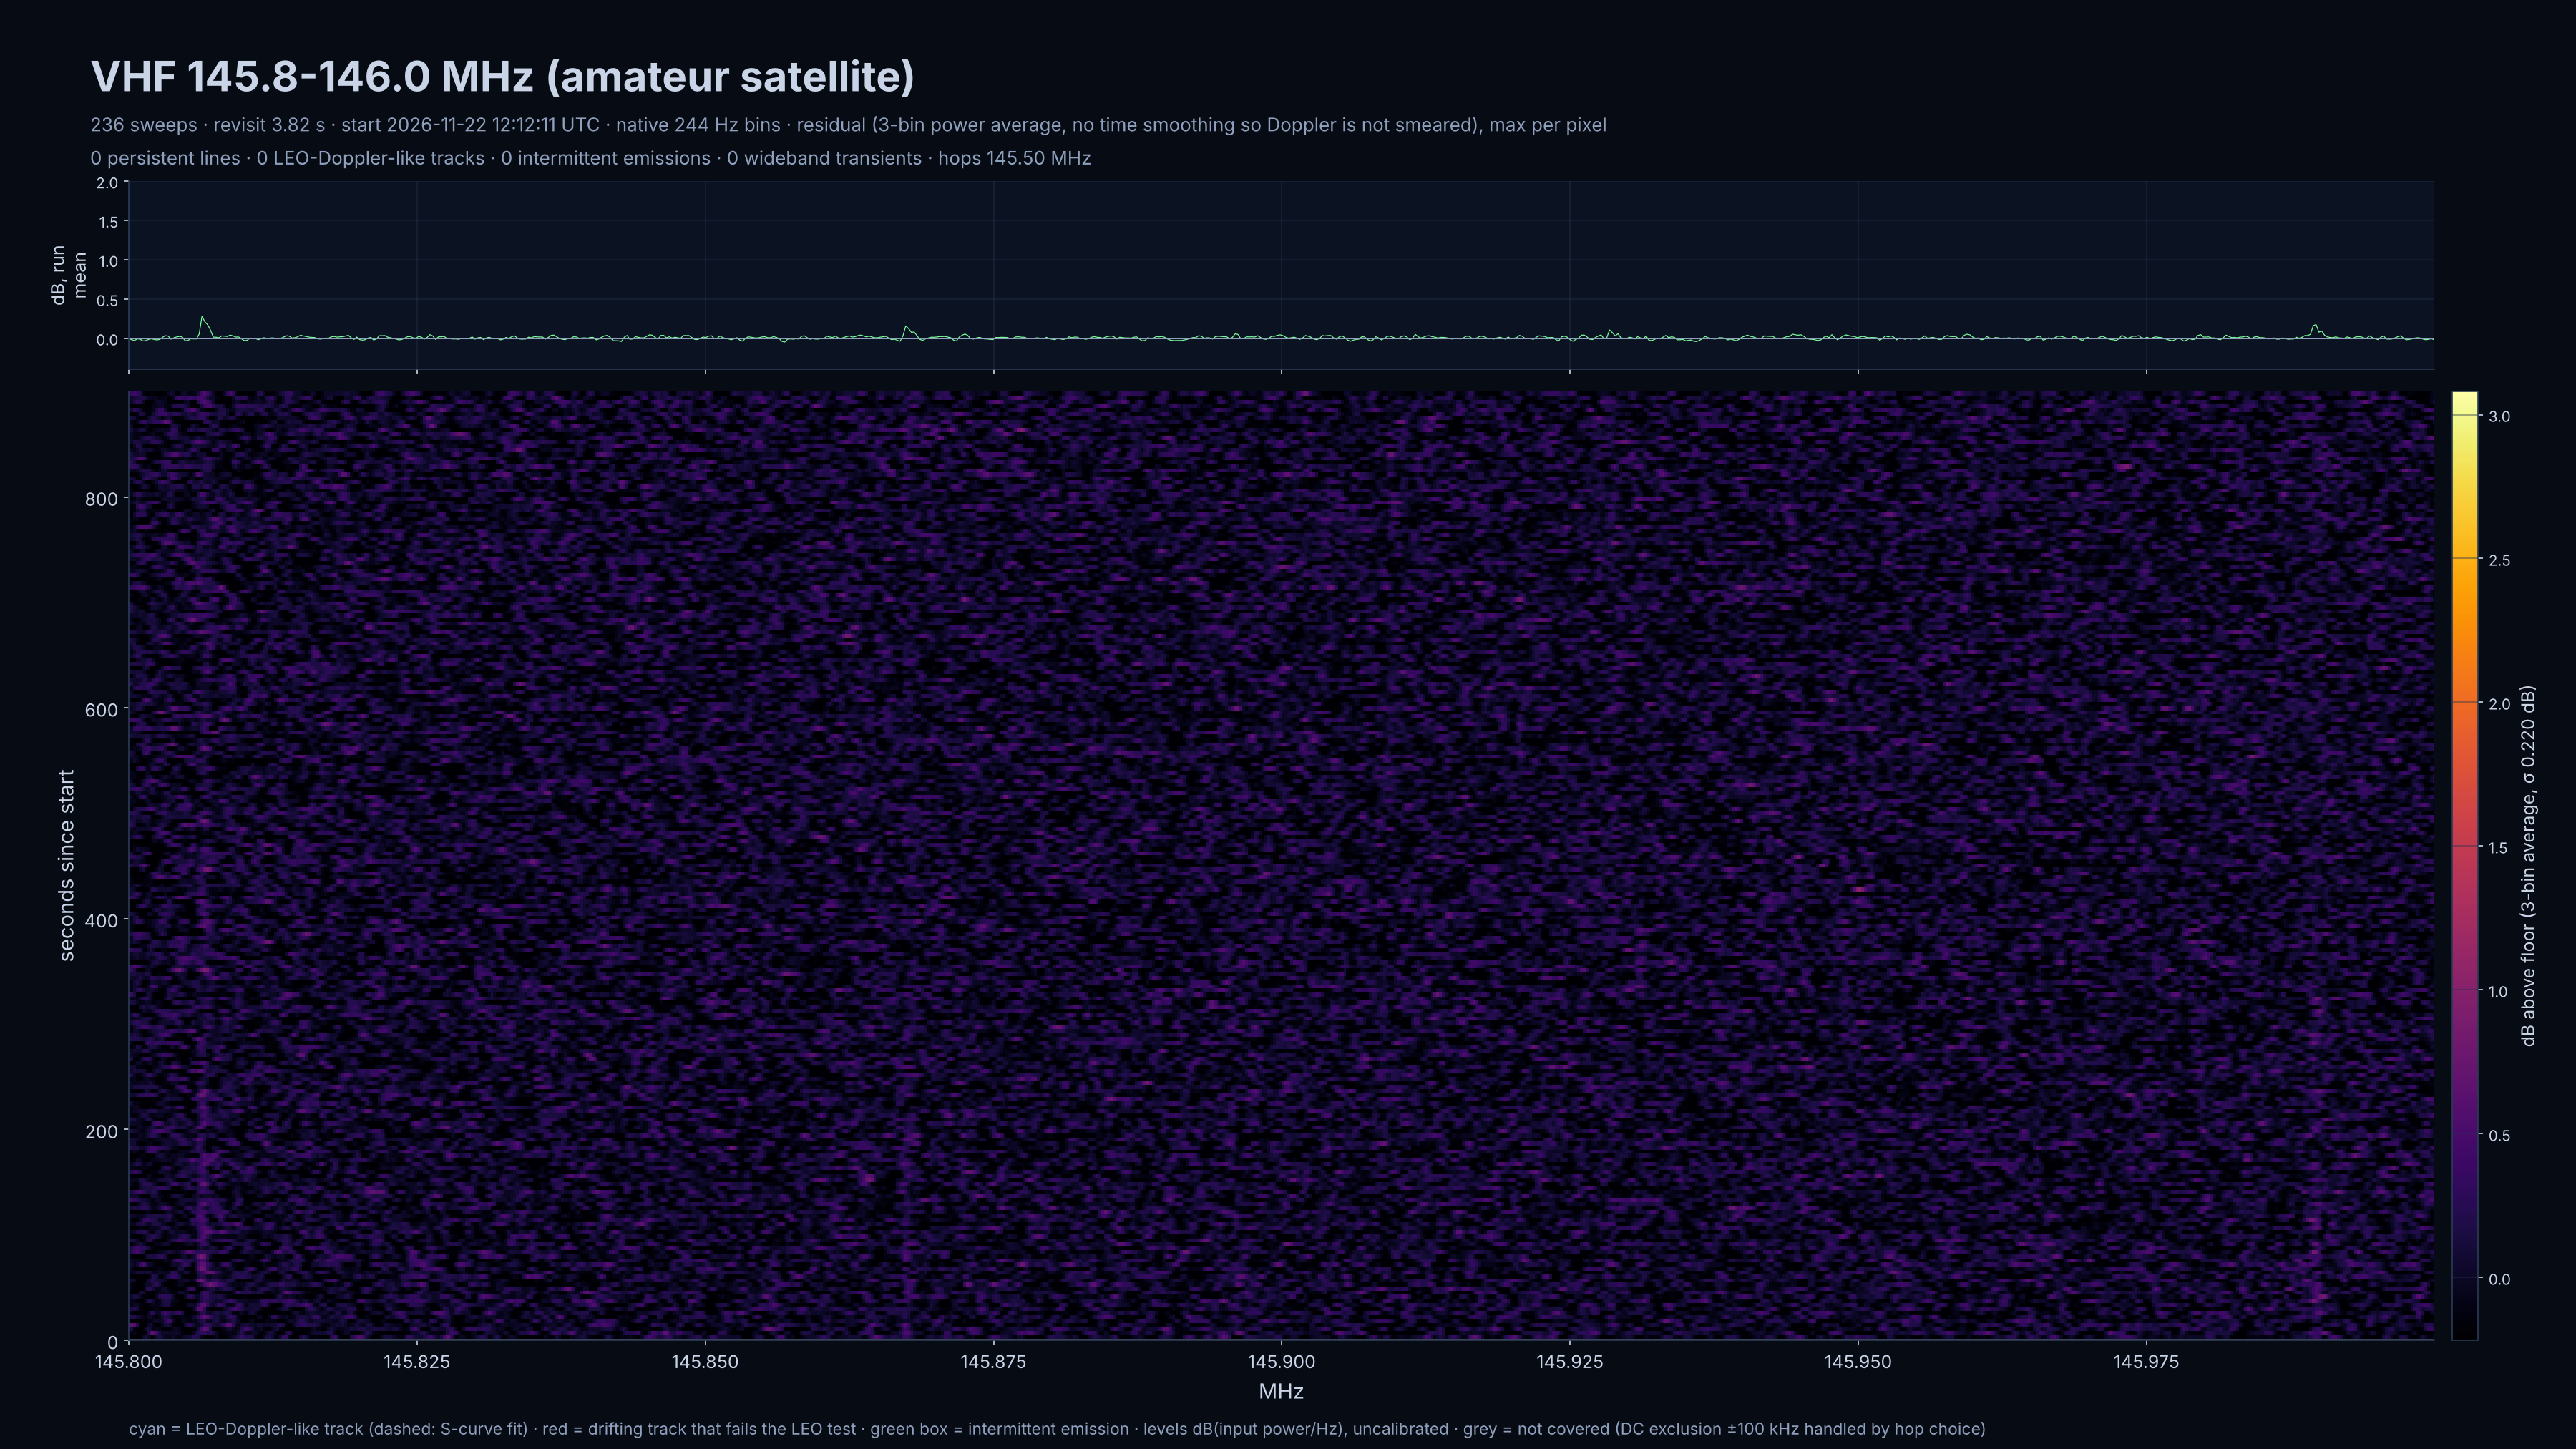 VHF 145.8-146.0 MHz (amateur satellite)
236 sweeps · revisit 3.82 s · start 2026-11-22 12:12:11 UTC · native 244 Hz bins · residual (3-bin power average, no time smoothing so Doppler is not smeared), max per pixel
0 persistent lines · 0 LEO-Doppler-like tracks · 0 intermittent emissions · 0 wideband transients · hops 145.50 MHz
dB, run
mean
2.0
1.5
1.0
0.5
0.0
seconds since start
800
600
400
200
0
145.800
145.825
145.850
145.875
145.900
145.925
145.950
145.975
MHz
3.0
2.5
2.0
1.5
1.0
0.5
0.0
dB above floor (3-bin average, σ 0.220 dB)
cyan = LEO-Doppler-like track (dashed: S-curve fit) · red = drifting track that fails the LEO test · green box = intermittent emission · levels dB(input power/Hz), uncalibrated · grey = not covered (DC exclusion ±100 kHz handled by hop choice)